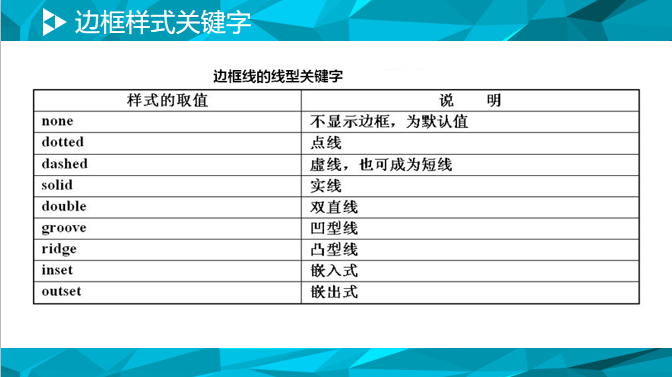 边框样式关键字
边框线的线型关键字
样式的取值 说 明
none 不显示边框，为默认值
dotted 点线
dashed 虚线，也可成为短线
solid 实线
double 双直线
groove 凹型线
ridge 凸型线
inset 嵌入式
outset 嵌出式